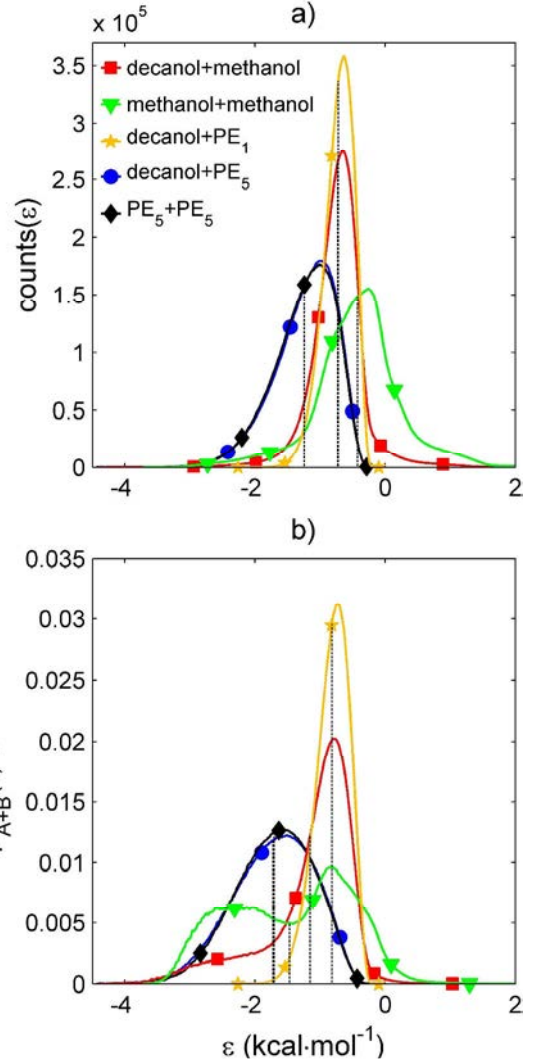 a)
x 10⁵
3.5
3
2.5
2
1.5
1
0.5
0
counts(ε)
decanol+methanol
methanol+methanol
decanol+PE₁
decanol+PE₅
PE₅+PE₅
-4 -2 0 2
b)
0.035
0.03
0.025
0.02
0.015
0.01
0.005
0
A+B
-4 -2 0 2
ε (kcal·mol⁻¹)